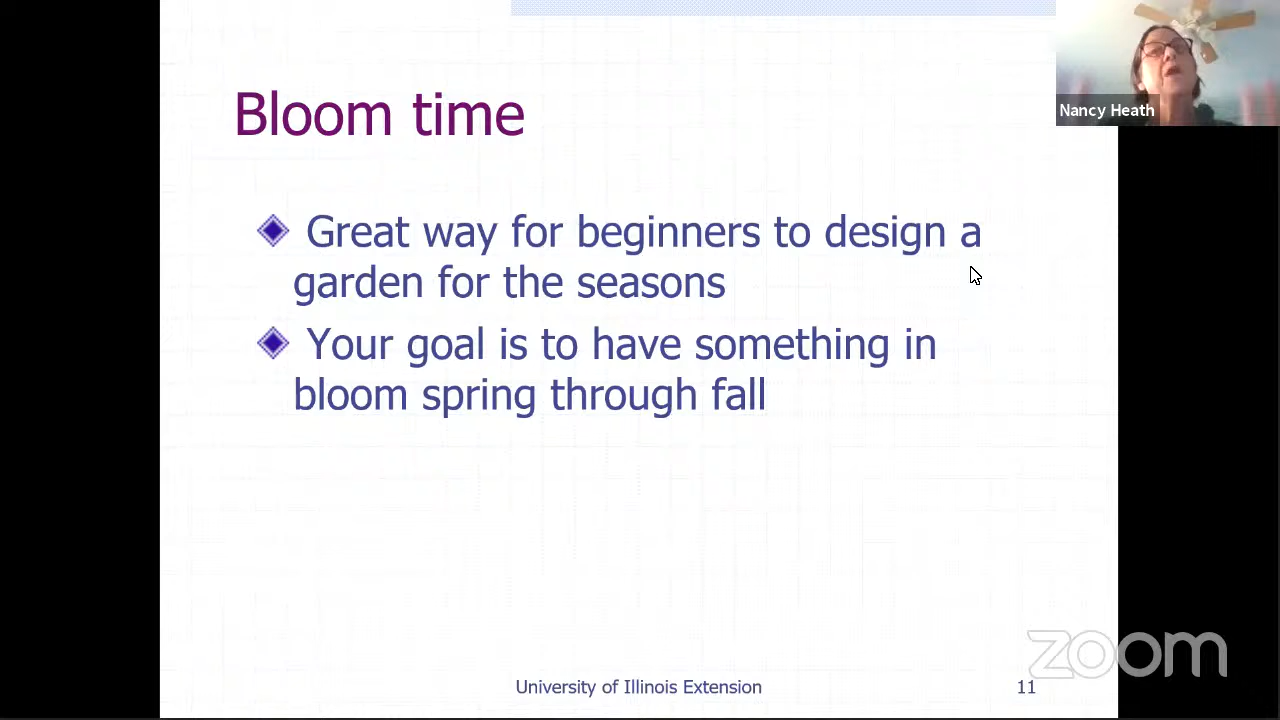 Bloom time
Nancy Heath
Great way for beginners to design a
garden for the seasons
Your goal is to have something in
bloom spring through fall
zoom
University of Illinois Extension
11